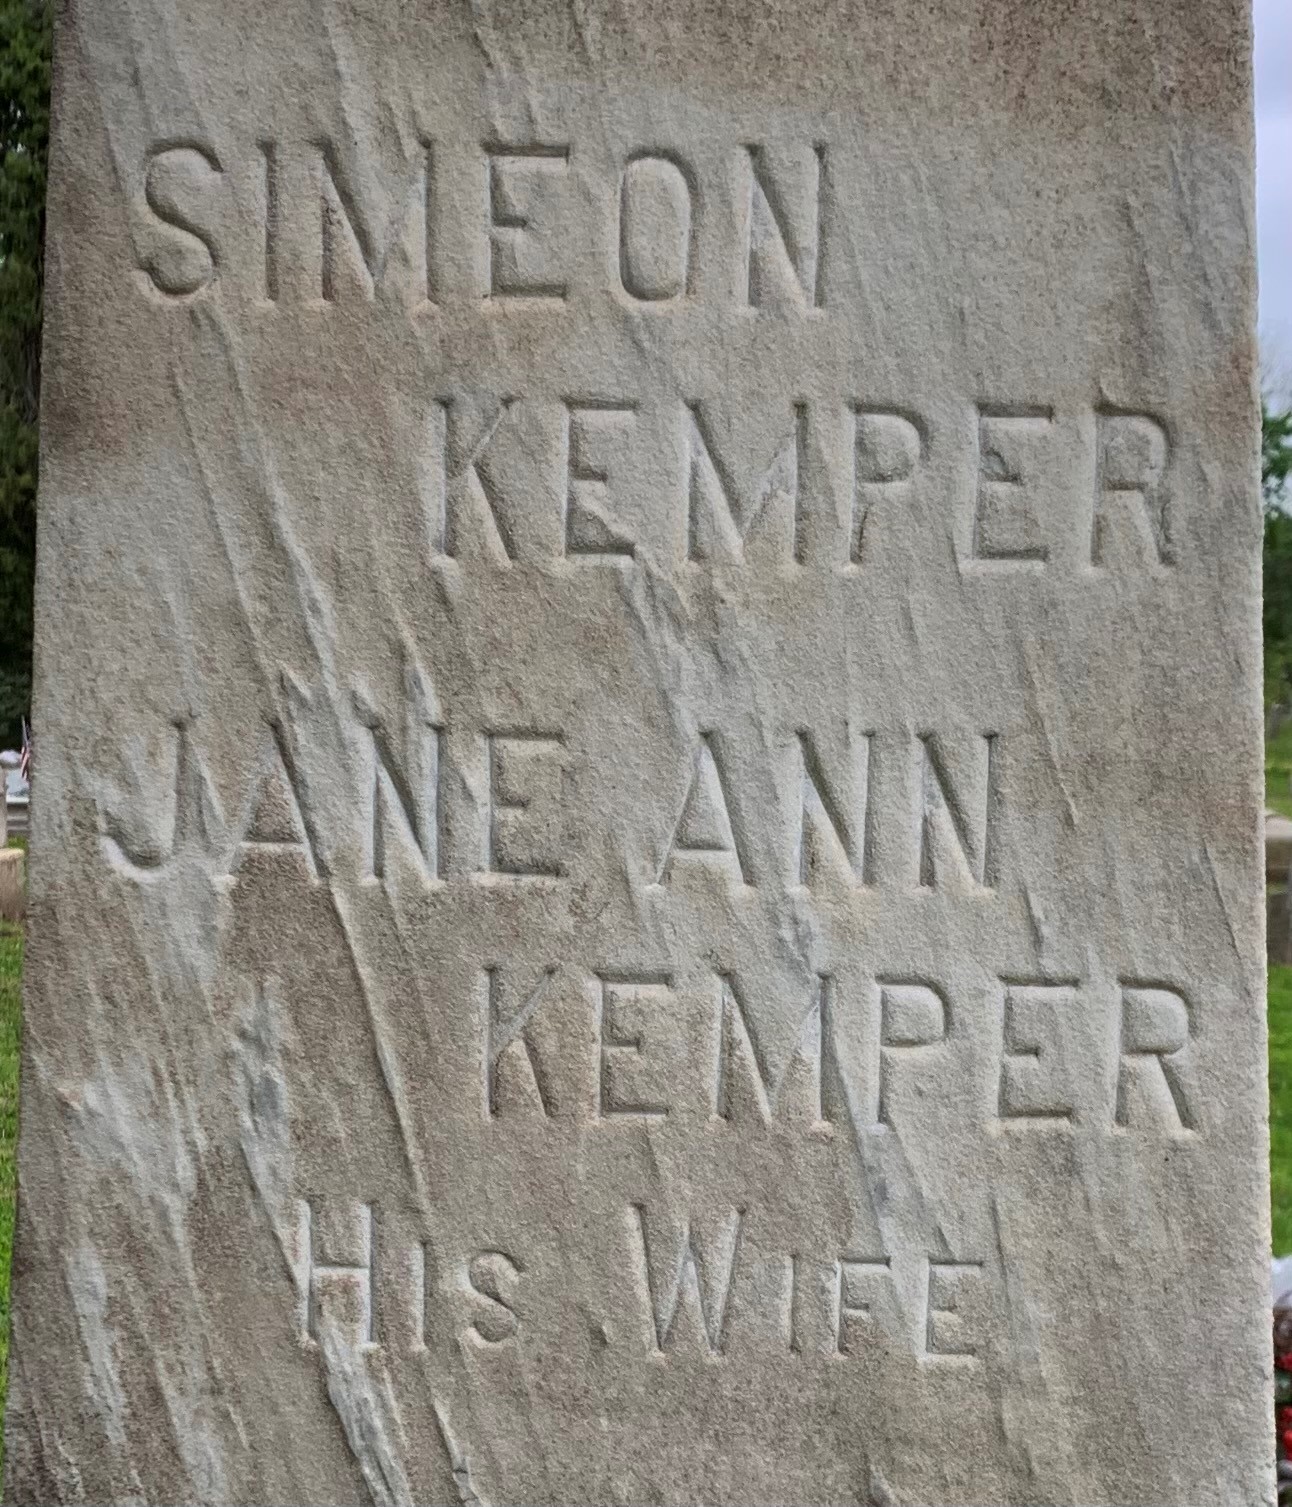 SIMEON
KEMPER
JANE ANN
KEMPER
HIS WIFE